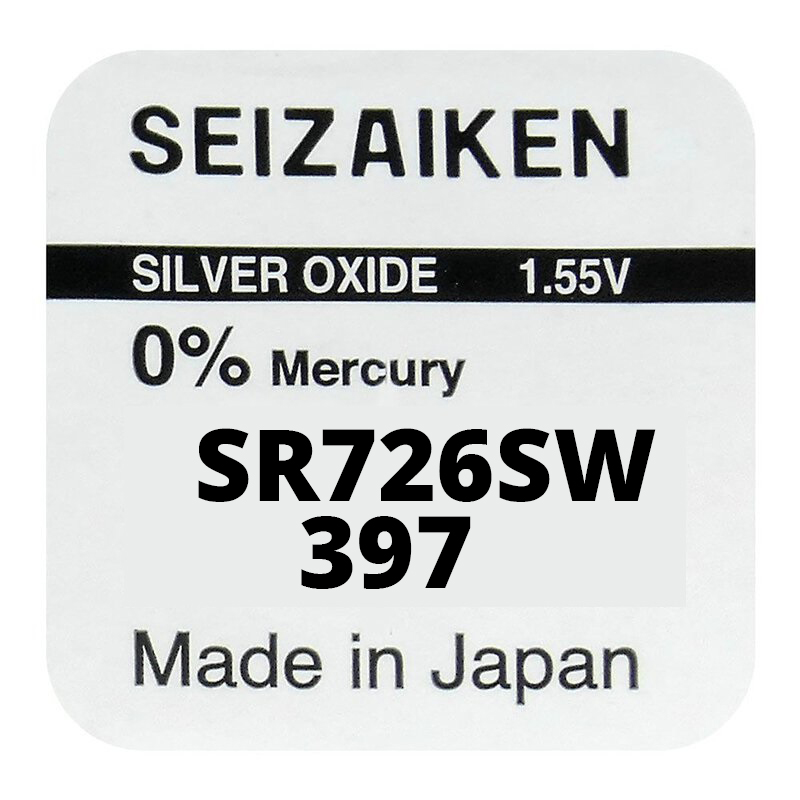 SEIZAIKEN
SILVER OXIDE 1.55V
0% Mercury
SR726SW
397
Made in Japan